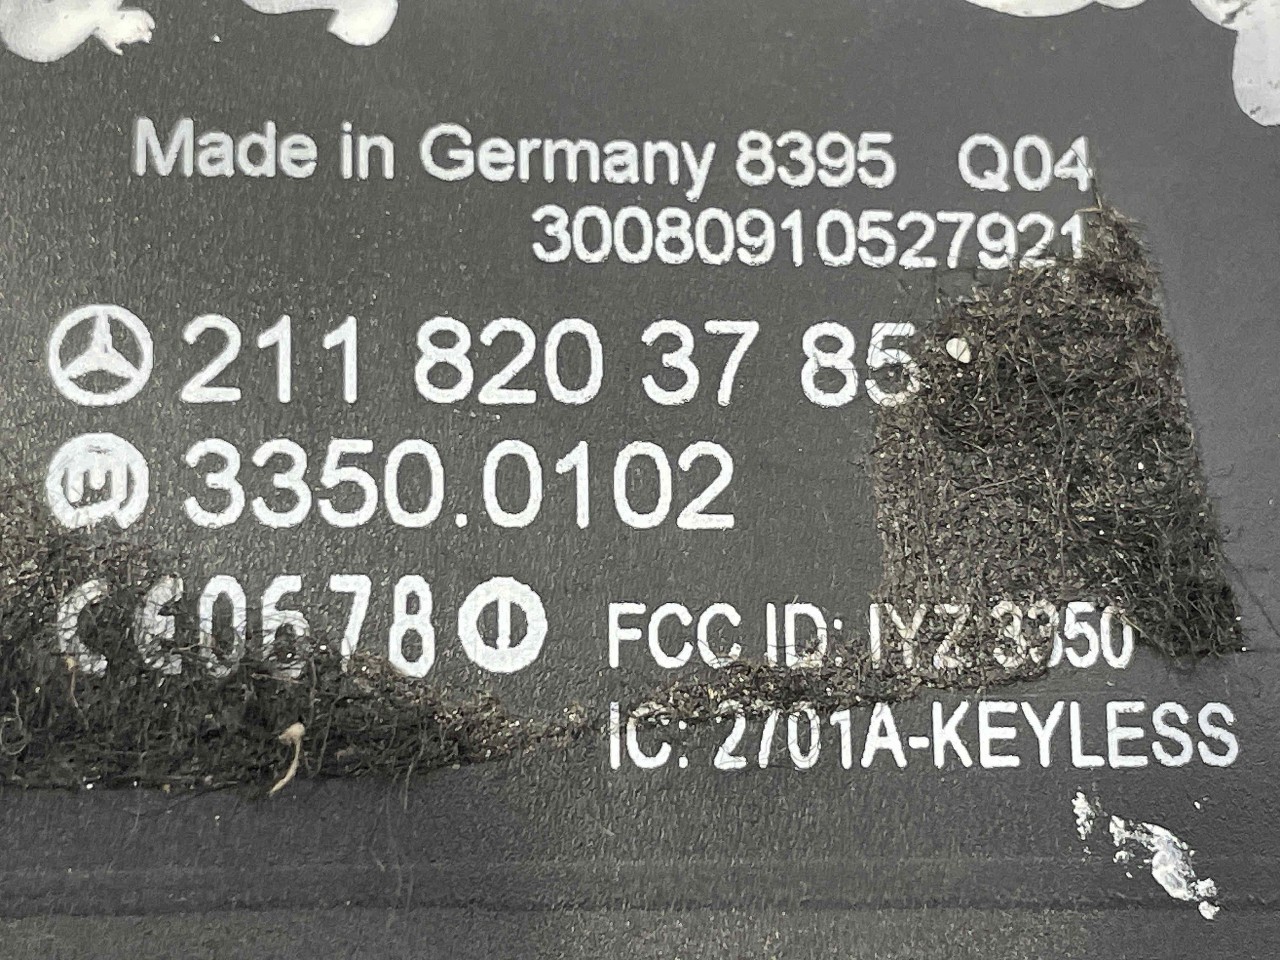 Made in Germany 8395 Q04
30080910527921
211 820 37 85
3350.0102
CE0678
FCC ID: IYZ 3350
IC: 2701A-KEYLESS